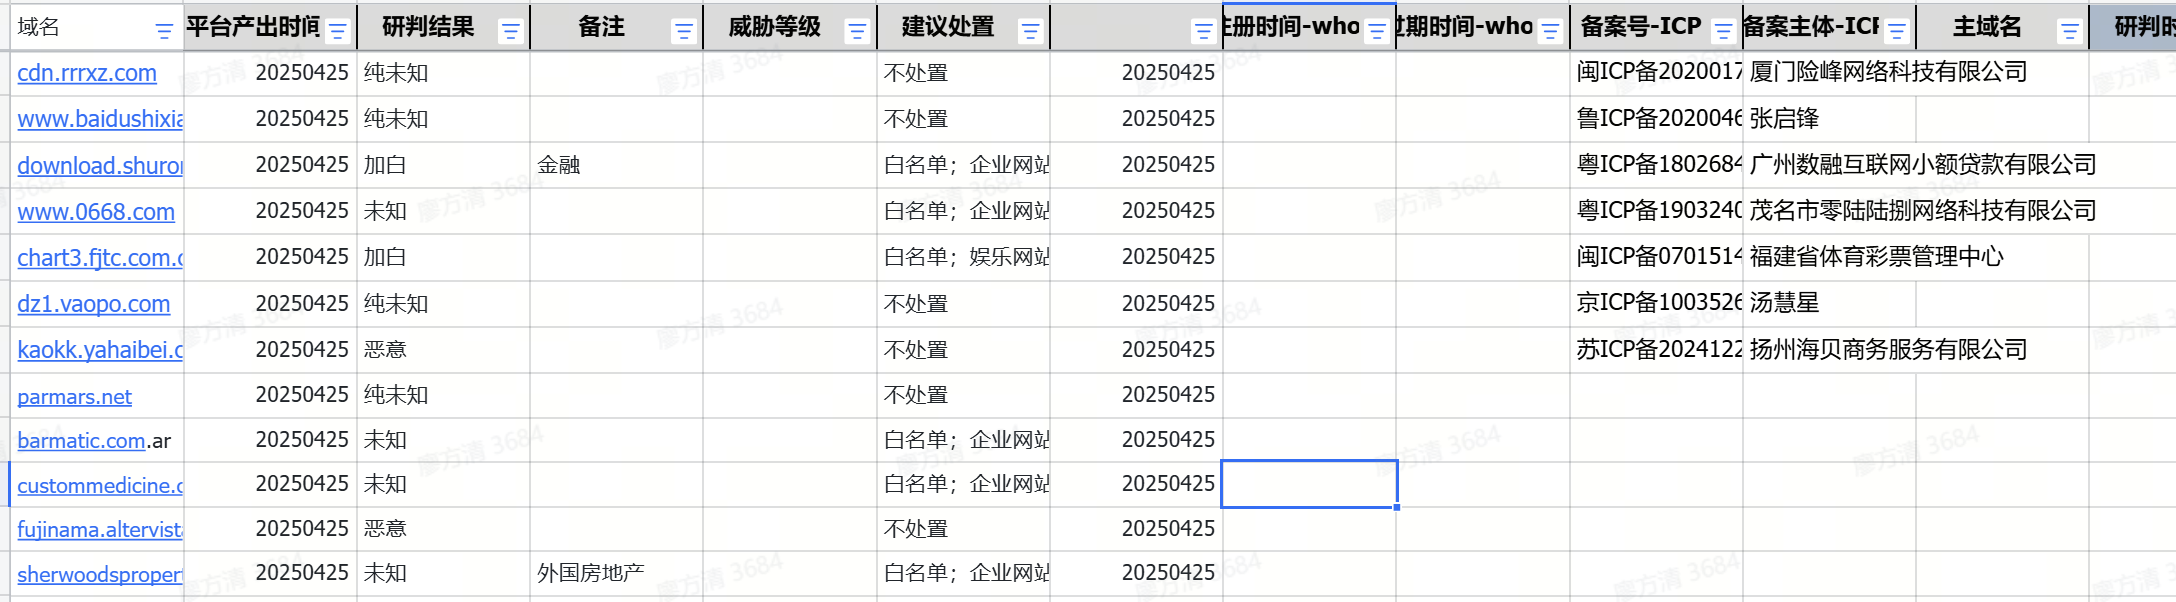 域名 平台产出时间 研判结果 备注 威胁等级 建议处置 注册时间-who 过期时间-who 备案号-ICP 备案主体-ICP 主域名 研判时
cdn.rrrxz.com 20250425 纯未知 不处置 20250425 闽ICP备2020017 厦门险峰网络科技有限公司
www.baidushixia 20250425 纯未知 不处置 20250425 鲁ICP备2020046 张启锋
download.shuron 20250425 加白 金融 白名单；企业网站 20250425 粤ICP备1802684 广州数融互联网小额贷款有限公司
www.0668.com 20250425 未知 白名单；企业网站 20250425 粤ICP备1903240 茂名市零陆陆捌网络科技有限公司
chart3.fjtc.com.c 20250425 加白 白名单；娱乐网站 20250425 闽ICP备0701514 福建省体育彩票管理中心
dz1.vaopo.com 20250425 纯未知 不处置 20250425 京ICP备1003526 汤慧星
kaokk.yahaibei.c 20250425 恶意 不处置 20250425 苏ICP备2024122 扬州海贝商务服务有限公司
parmars.net 20250425 纯未知 不处置 20250425
barmatic.com.ar 20250425 未知 白名单；企业网站 20250425
custommedicine.c 20250425 未知 白名单；企业网站 20250425
fujinama.altervista 20250425 恶意 不处置 20250425
sherwoodspropert 20250425 未知 外国房地产 白名单；企业网站 20250425
廖方清 3684